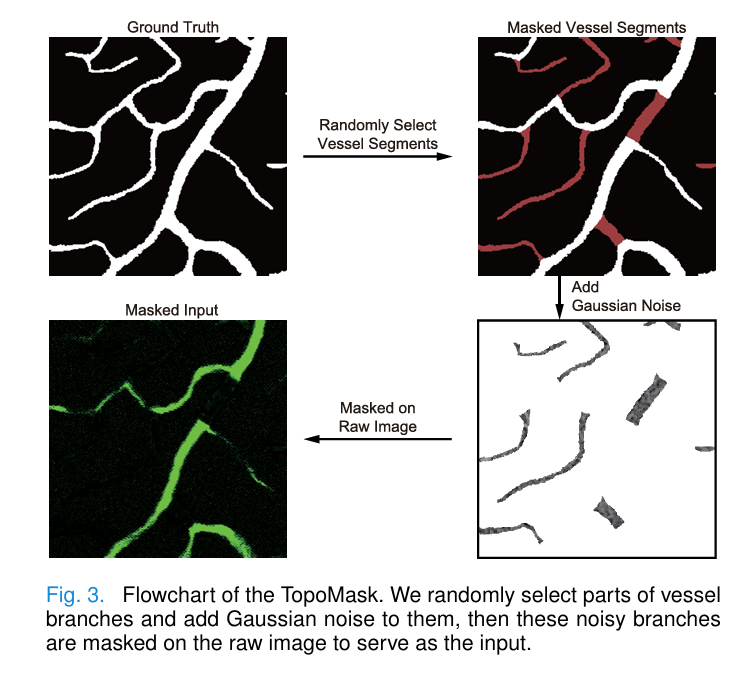 Ground Truth
Masked Vessel Segments
Randomly Select
Vessel Segments
Add
Gaussian Noise
Masked Input
Masked on
Raw Image
Fig. 3. Flowchart of the TopoMask. We randomly select parts of vessel
branches and add Gaussian noise to them, then these noisy branches
are masked on the raw image to serve as the input.